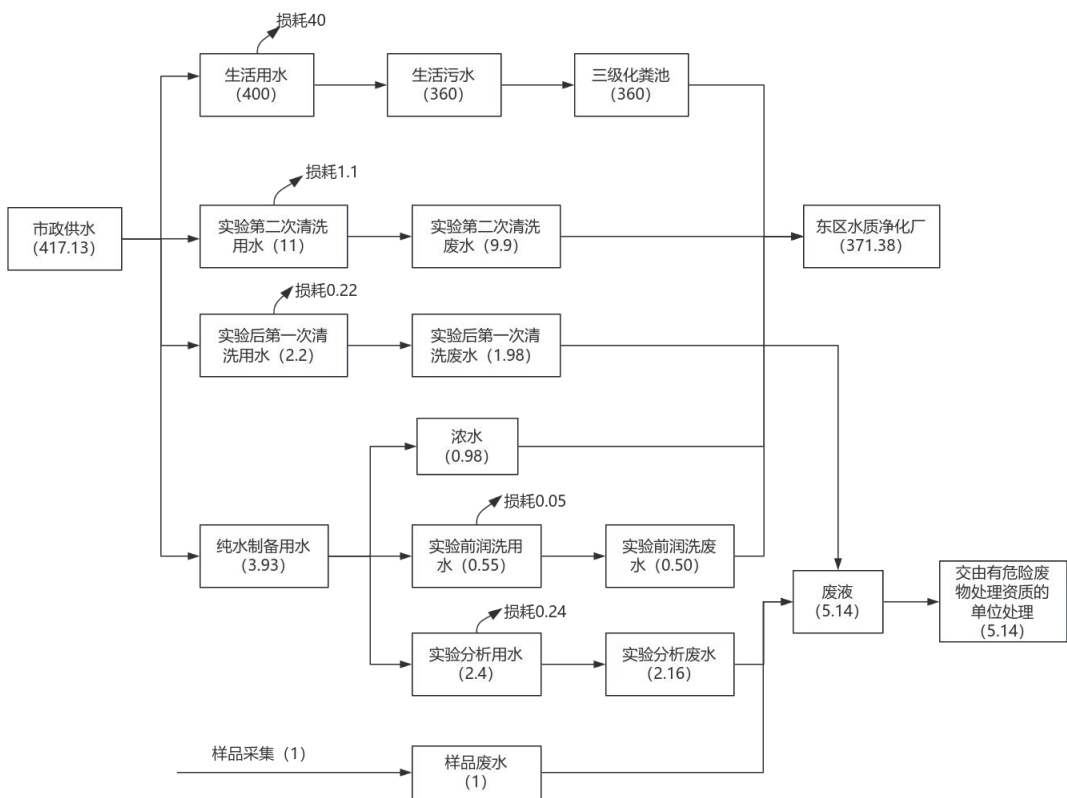 损耗40
生活用水
(400)
生活污水
(360)
三级化粪池
(360)
损耗1.1
市政供水
(417.13)
实验第二次清洗
用水（11）
实验第二次清洗
废水（9.9）
东区水质净化厂
(371.38)
损耗0.22
实验后第一次清
洗用水（2.2）
实验后第一次清
洗废水（1.98）
浓水
（0.98）
损耗0.05
纯水制备用水
(3.93)
实验前润洗用
水（0.55）
实验前润洗废
水（0.50）
废液
(5.14)
交由有危险废
物处理资质的
单位处理
（5.14）
损耗0.24
实验分析用水
(2.4)
实验分析废水
(2.16)
样品采集（1）
样品废水
（1）